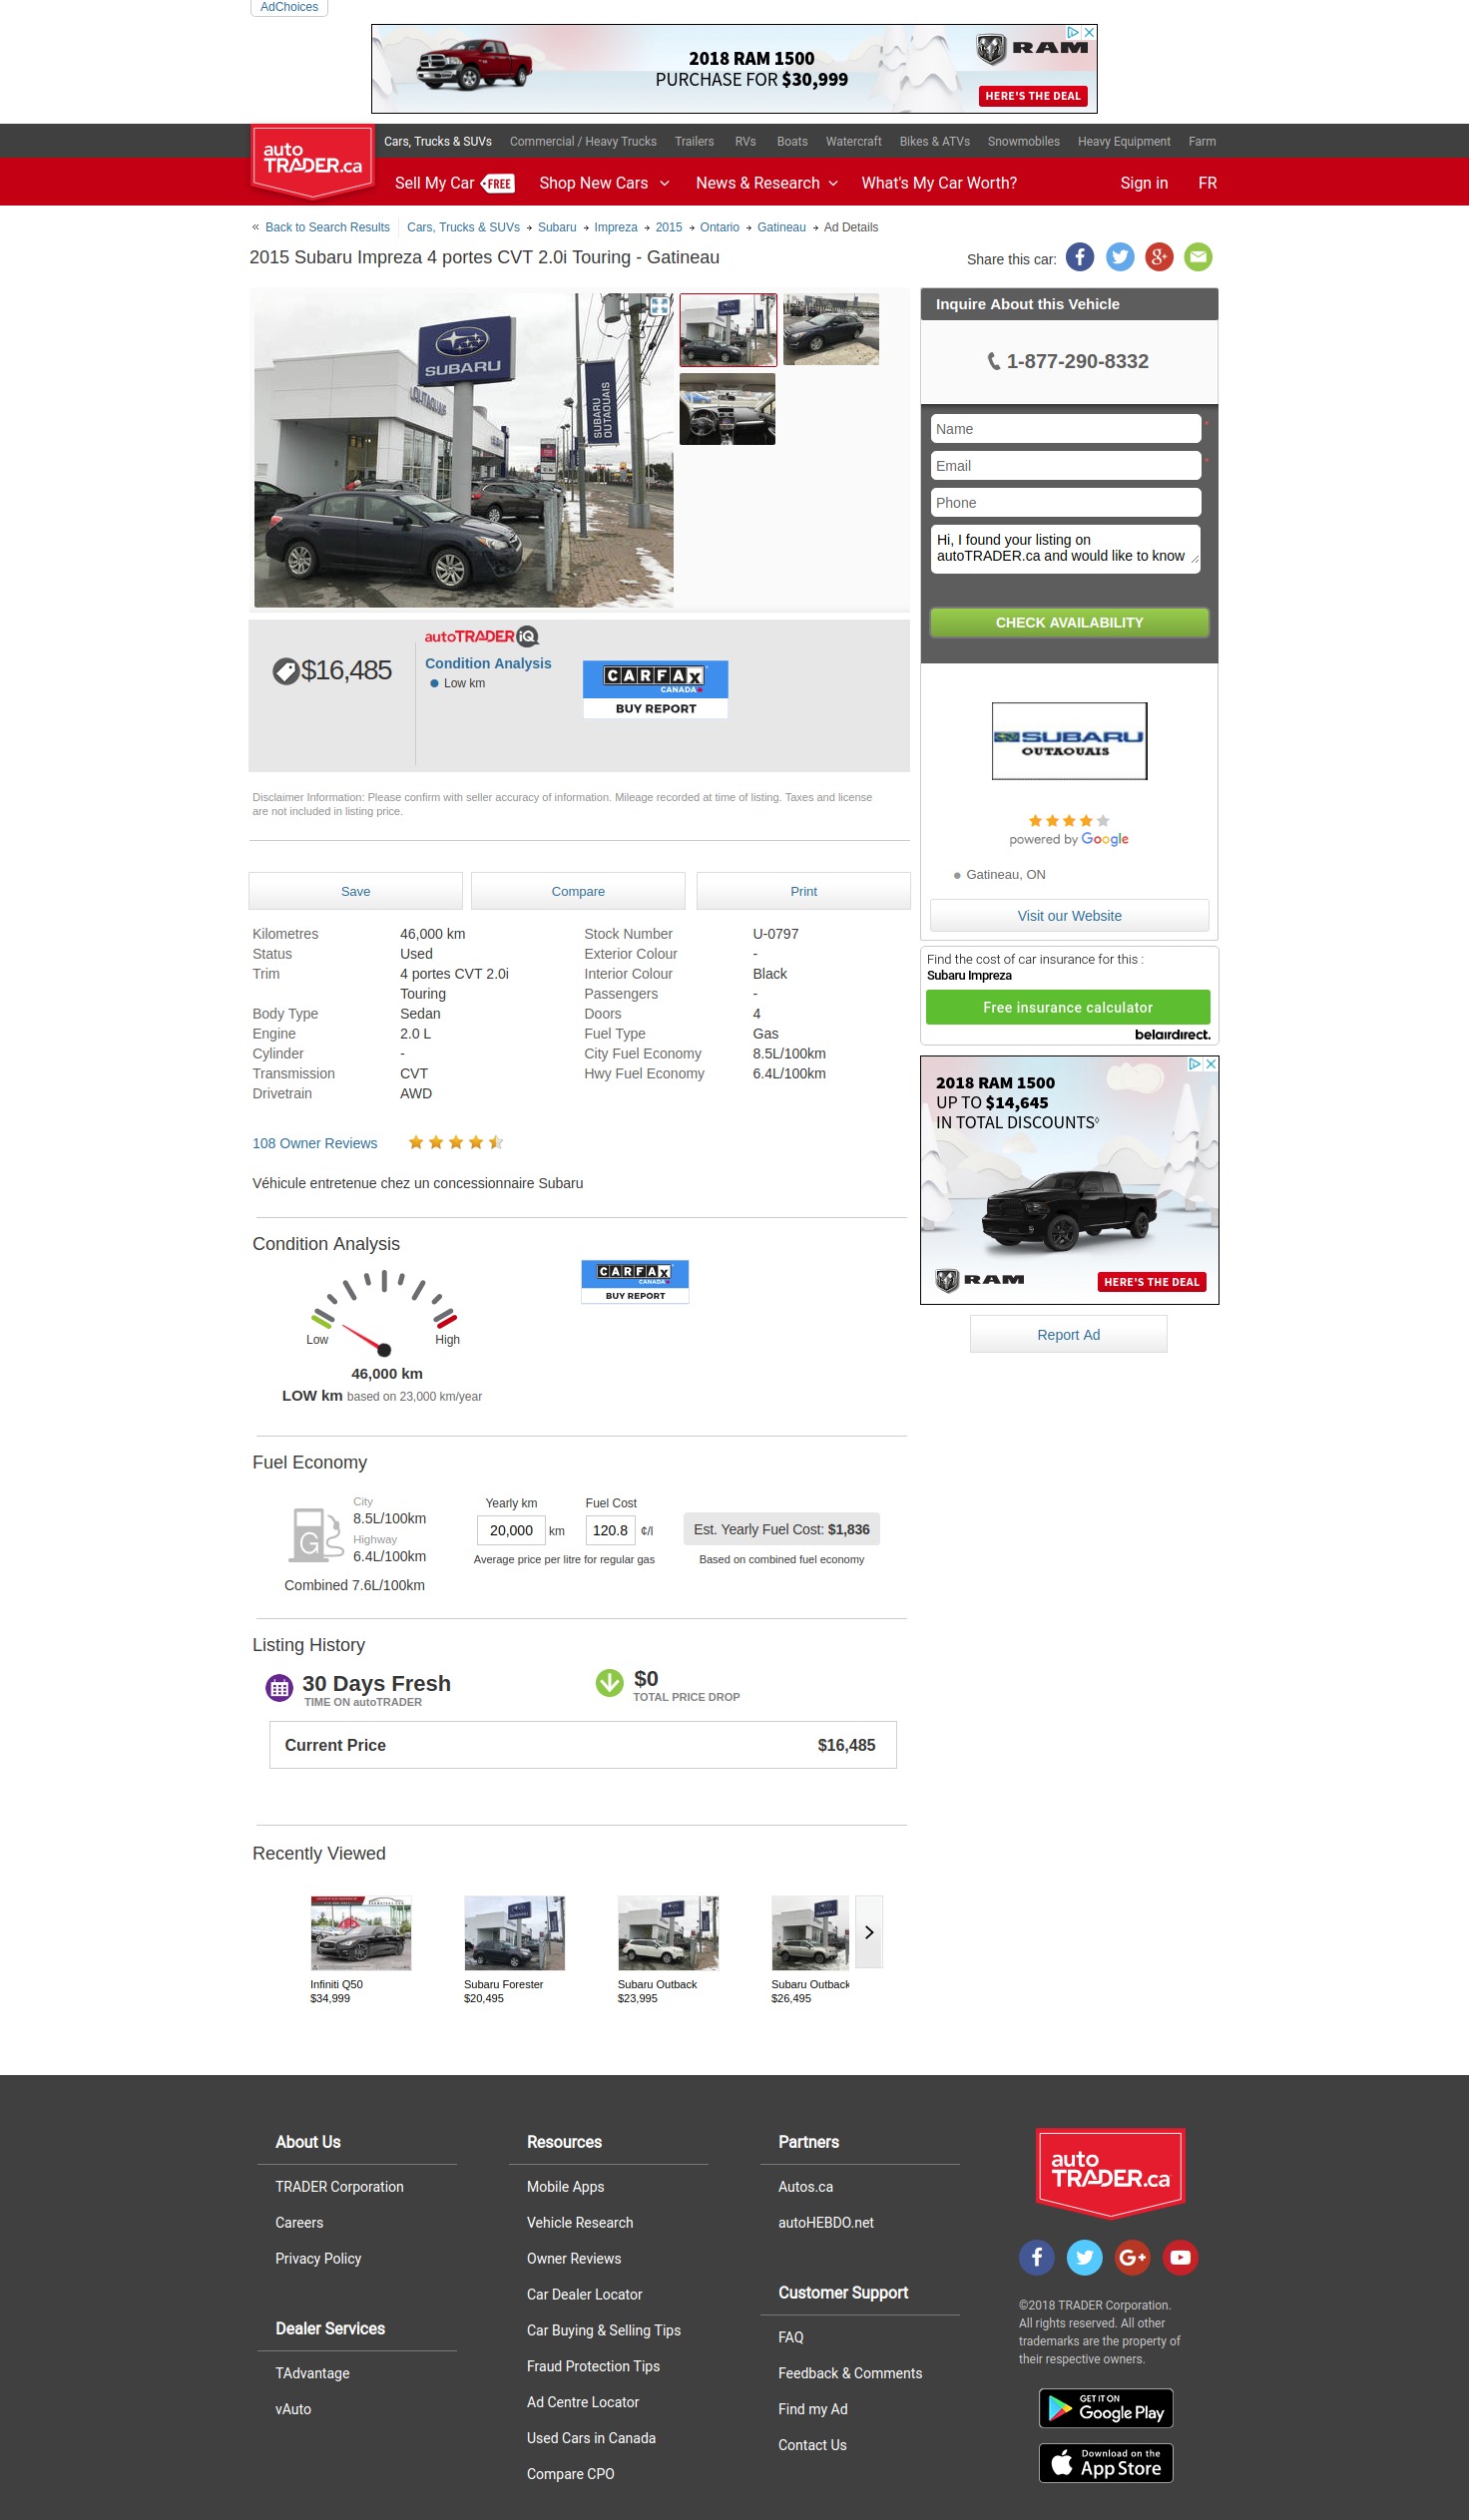 AdChoices
2018 RAM 1500
PURCHASE FOR $30,999
RAM
HERE'S THE DEAL
auto
TRADER.ca
Cars, Trucks & SUVs Commercial / Heavy Trucks Trailers RVs Boats Watercraft Bikes & ATVs Snowmobiles Heavy Equipment Farm
Sell My Car FREE Shop New Cars News & Research What's My Car Worth? Sign in FR
« Back to Search Results Cars, Trucks & SUVs Subaru Impreza 2015 Ontario Gatineau Ad Details
2015 Subaru Impreza 4 portes CVT 2.0i Touring - Gatineau
Share this car:
SUBARU
OUTAOUAIS
SUBARU
OUTAOUAIS
Inquire About this Vehicle
1-877-290-8332
Name *
Email *
Phone
Hi, I found your listing on
autoTRADER.ca and would like to know
CHECK AVAILABILITY
$16,485
autoTRADER iQ
Condition Analysis
Low km
CARFAX
CANADA
BUY REPORT
Disclaimer Information: Please confirm with seller accuracy of information. Mileage recorded at time of listing. Taxes and license
are not included in listing price.
SUBARU
OUTAOUAIS
powered by Google
Gatineau, ON
Visit our Website
Save Compare Print
Kilometres 46,000 km Stock Number U-0797
Status Used Exterior Colour -
Trim 4 portes CVT 2.0i Interior Colour Black
Touring Passengers -
Body Type Sedan Doors 4
Engine 2.0 L Fuel Type Gas
Cylinder - City Fuel Economy 8.5L/100km
Transmission CVT Hwy Fuel Economy 6.4L/100km
Drivetrain AWD
Find the cost of car insurance for this :
Subaru Impreza
Free insurance calculator
belairdirect.
2018 RAM 1500
UP TO $14,645
IN TOTAL DISCOUNTS◊
RAM
HERE'S THE DEAL
Report Ad
108 Owner Reviews
Véhicule entretenue chez un concessionnaire Subaru
Condition Analysis
CARFAX
CANADA
BUY REPORT
Low High
46,000 km
LOW km based on 23,000 km/year
Fuel Economy
G
City
8.5L/100km
Highway
6.4L/100km
Combined 7.6L/100km
Yearly km Fuel Cost
20,000 km 120.8 ¢/l
Average price per litre for regular gas
Est. Yearly Fuel Cost: $1,836
Based on combined fuel economy
Listing History
30 Days Fresh
TIME ON autoTRADER
$0
TOTAL PRICE DROP
Current Price $16,485
Recently Viewed
Infiniti Q50 Subaru Forester Subaru Outback Subaru Outback
$34,999 $20,495 $23,995 $26,495
About Us
TRADER Corporation
Careers
Privacy Policy
Dealer Services
TAdvantage
vAuto
Resources
Mobile Apps
Vehicle Research
Owner Reviews
Car Dealer Locator
Car Buying & Selling Tips
Fraud Protection Tips
Ad Centre Locator
Used Cars in Canada
Compare CPO
Partners
Autos.ca
autoHEBDO.net
Customer Support
FAQ
Feedback & Comments
Find my Ad
Contact Us
auto
TRADER.ca
©2018 TRADER Corporation.
All rights reserved. All other
trademarks are the property of
their respective owners.
GET IT ON
Google Play
Download on the
App Store